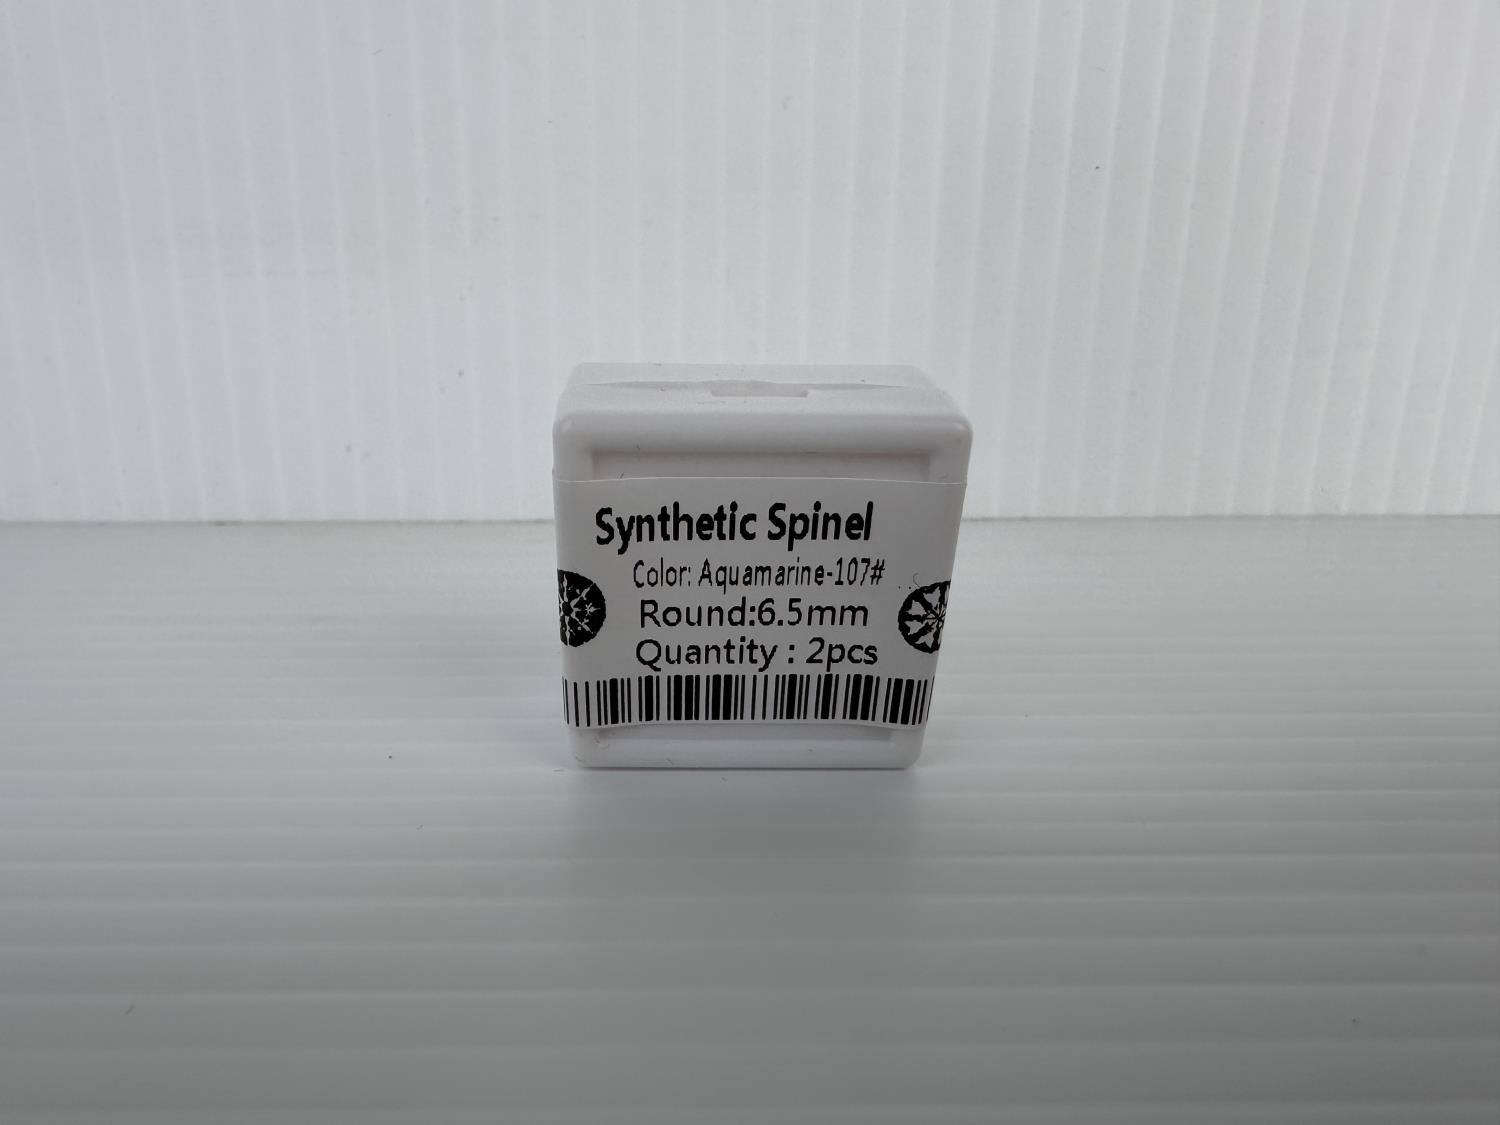 Synthetic Spinel
Color: Aquamarine-107#
Round:6.5mm
Quantity : 2pcs